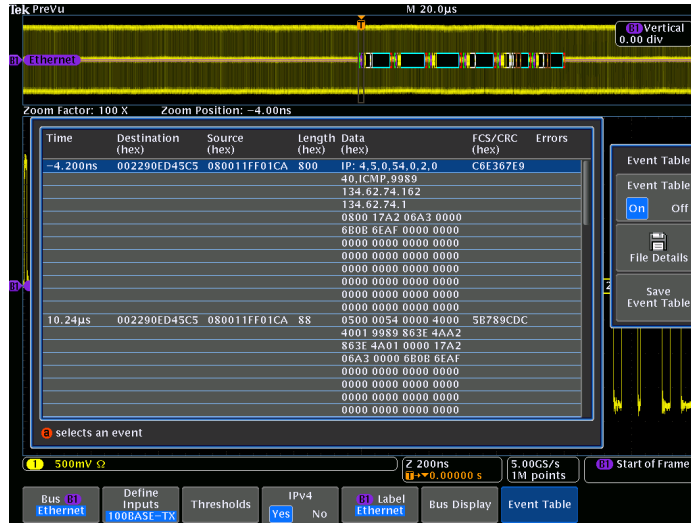 Tek PreVu M 20.0µs
T
B1 Vertical
0.00 div
B1 Ethernet
Zoom Factor: 100 X Zoom Position: −4.00ns
Time Destination (hex) Source (hex) Length (hex) Data (hex) FCS/CRC (hex) Errors
−4.200ns 002290ED45C5 080011FF01CA 800 IP: 4,5,0,54,0,2,0 C6E367E9
40,ICMP,9989
134.62.74.162
134.62.74.1
0800 17A2 06A3 0000
6B0B 6EAF 0000 0000
0000 0000 0000 0000
0000 0000 0000 0000
0000 0000 0000 0000
0000 0000 0000 0000
0000 0000 0000 0000
0000 0000 0000 0000
10.24µs 002290ED45C5 080011FF01CA 88 0500 0054 0000 4000 5B789CDC
4001 9989 863E 4AA2
863E 4A01 0000 17A2
06A3 0000 6B0B 6EAF
0000 0000 0000 0000
0000 0000 0000 0000
0000 0000 0000 0000
0000 0000 0000 0000
a selects an event
Event Table
Event Table
On Off
File Details
Save
Event Table
B1
2
1 500mV Ω
Z 200ns
T→▼0.00000 s
5.00GS/s
1M points
B1 Start of Frame
Bus B1
Ethernet
Define
Inputs
100BASE−TX
Thresholds
IPv4
Yes No
B1 Label
Ethernet
Bus Display
Event Table